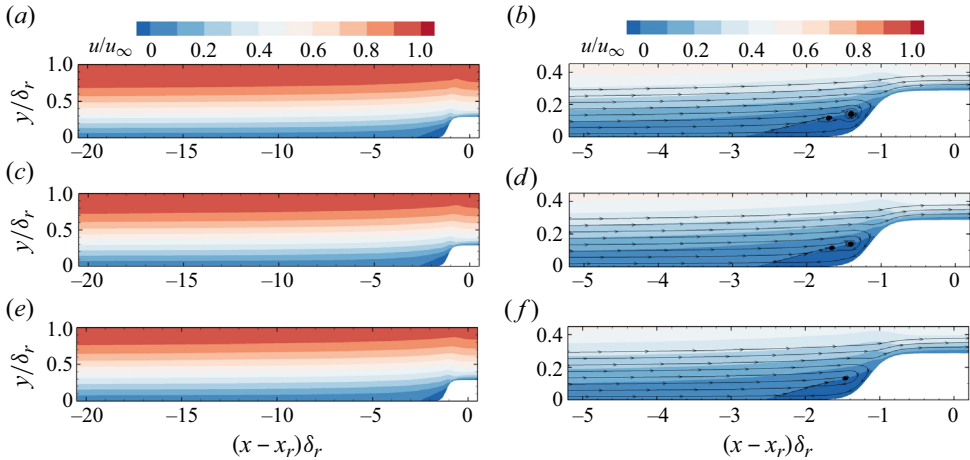 (a) (b)
u/u∞ 0 0.2 0.4 0.6 0.8 1.0 u/u∞ 0 0.2 0.4 0.6 0.8 1.0
y/δr 1.0 0.5 0 0.4 0.2 0
−20 −15 −10 −5 0 −5 −4 −3 −2 −1 0
(c) (d)
y/δr 1.0 0.5 0 0.4 0.2 0
−20 −15 −10 −5 0 −5 −4 −3 −2 −1 0
(e) (f)
y/δr 1.0 0.5 0 0.4 0.2 0
−20 −15 −10 −5 0 −5 −4 −3 −2 −1 0
(x − xr)δr (x − xr)δr